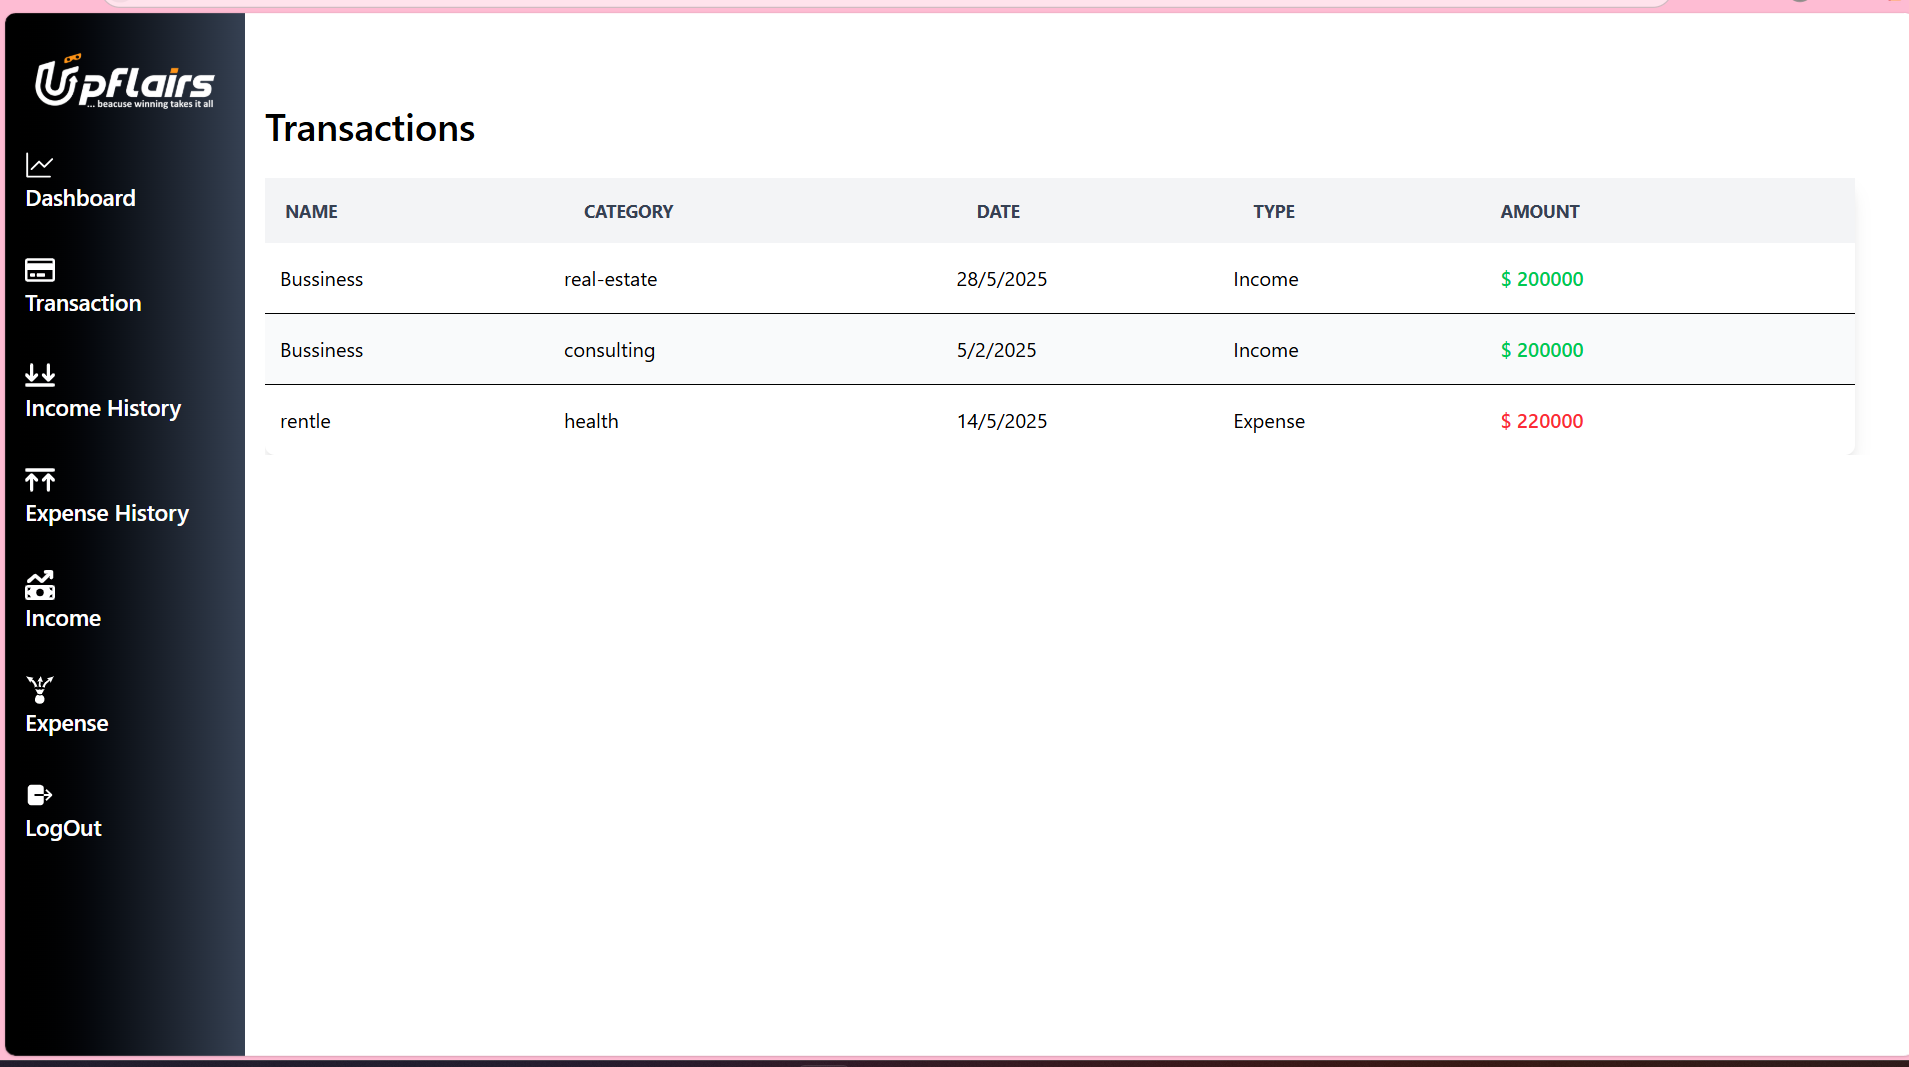 Upflairs
... beacuse winning takes it all
Dashboard
Transaction
Income History
Expense History
Income
Expense
LogOut
Transactions
NAME CATEGORY DATE TYPE AMOUNT
Bussiness real-estate 28/5/2025 Income $ 200000
Bussiness consulting 5/2/2025 Income $ 200000
rentle health 14/5/2025 Expense $ 220000